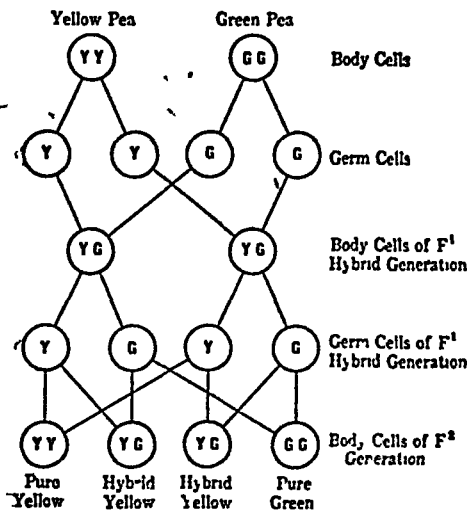 Yellow Pea Green Pea
YY GG Body Cells
Y Y G G Germ Cells
YG YG Body Cells of F¹
Hybrid Generation
Y G Y G Germ Cells of F¹
Hybrid Generation
YY YG YG GG Body Cells of F²
Generation
Pure Hybrid Hybrid Pure
Yellow Yellow Yellow Green